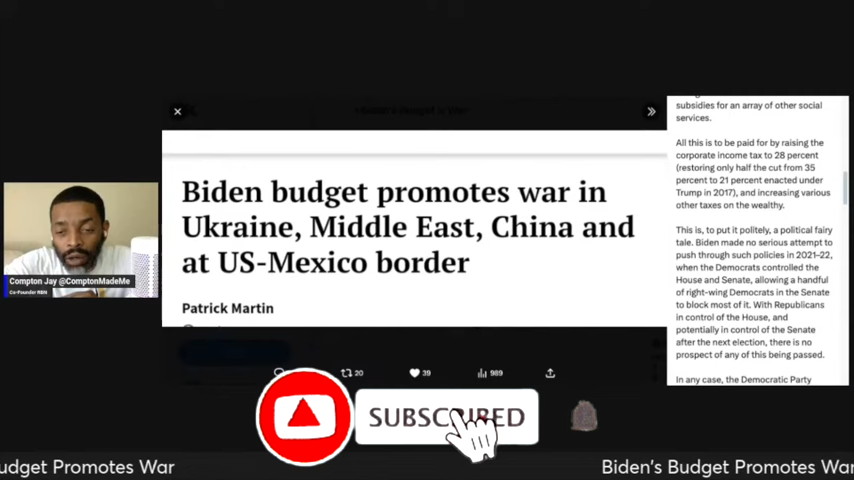 subsidies for an array of other social
services.
All this is to be paid for by raising the
corporate income tax to 28 percent
(restoring only half the cut from 35
percent to 21 percent enacted under
Trump in 2017), and increasing various
other taxes on the wealthy.
This is, to put it politely, a political fairy
tale. Biden made no serious attempt to
push through such policies in 2021–22,
when the Democrats controlled the
House and Senate, allowing a handful
of right-wing Democrats in the Senate
to block most of it. With Republicans
in control of the House, and
potentially in control of the Senate
after the next election, there is no
prospect of any of this being passed.
In any case, the Democratic Party
Biden budget promotes war in
Ukraine, Middle East, China and
at US-Mexico border
Patrick Martin
Compton Jay @ComptonMadeMe
Co-Founder RBN
20
39
989
SUBSCRIBED
udget Promotes War
Biden's Budget Promotes War